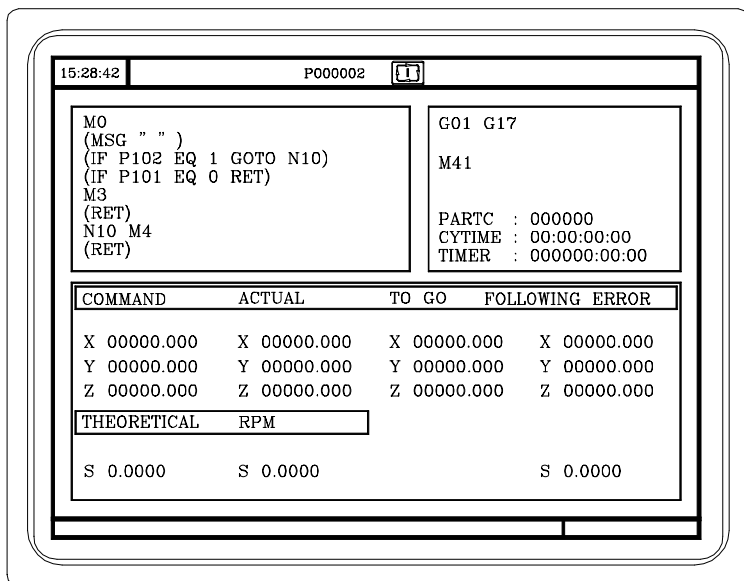 15:28:42 P000002 I
M0
(MSG " " )
(IF P102 EQ 1 GOTO N10)
(IF P101 EQ 0 RET)
M3
(RET)
N10 M4
(RET)
G01 G17
M41
PARTC : 000000
CYTIME : 00:00:00:00
TIMER : 000000:00:00
COMMAND ACTUAL TO GO FOLLOWING ERROR
X 00000.000 X 00000.000 X 00000.000 X 00000.000
Y 00000.000 Y 00000.000 Y 00000.000 Y 00000.000
Z 00000.000 Z 00000.000 Z 00000.000 Z 00000.000
THEORETICAL RPM
S 0.0000 S 0.0000 S 0.0000